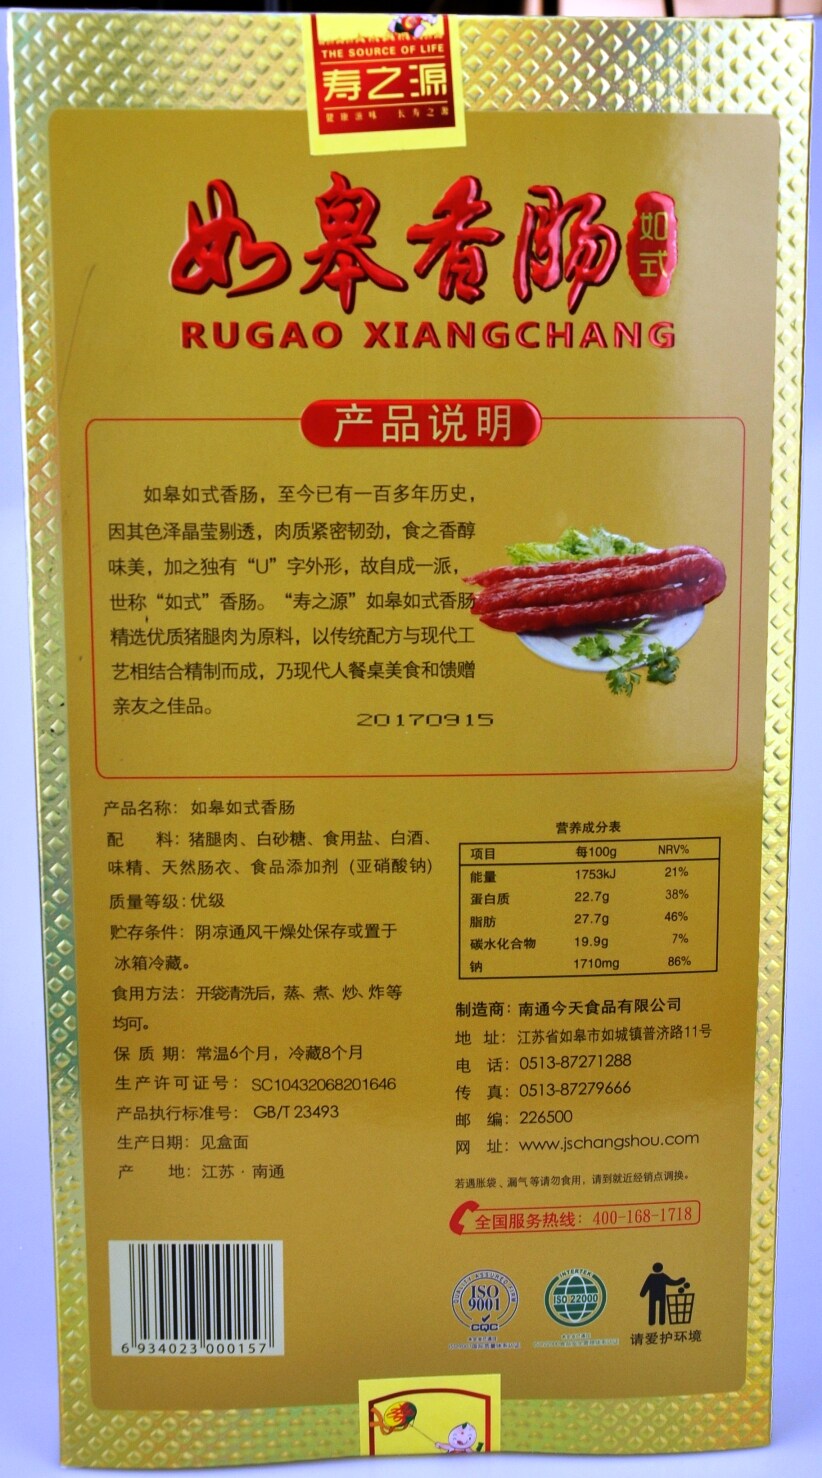 THE SOURCE OF LIFE
寿之源
健康滋味 长寿之源
如皋香肠
如式
RUGAO XIANGCHANG
产品说明
如皋如式香肠，至今已有一百多年历史，
因其色泽晶莹剔透，肉质紧密韧劲，食之香醇
味美，加之独有“U”字外形，故自成一派，
世称“如式”香肠。“寿之源”如皋如式香肠
精选优质猪腿肉为原料，以传统配方与现代工
艺相结合精制而成，乃现代人餐桌美食和馈赠
亲友之佳品。
20170915
产品名称：如皋如式香肠
配 料：猪腿肉、白砂糖、食用盐、白酒、
味精、天然肠衣、食品添加剂（亚硝酸钠）
质量等级：优级
贮存条件：阴凉通风干燥处保存或置于
冰箱冷藏。
食用方法：开袋清洗后，蒸、煮、炒、炸等
均可。
保 质 期：常温6个月，冷藏8个月
生产许可证号：SC10432068201646
产品执行标准号：GB/T 23493
生产日期：见盒面
产 地：江苏·南通
营养成分表
项目 每100g NRV%
能量 1753kJ 21%
蛋白质 22.7g 38%
脂肪 27.7g 46%
碳水化合物 19.9g 7%
钠 1710mg 86%
制造商：南通今天食品有限公司
地 址：江苏省如皋市如城镇普济路11号
电 话：0513-87271288
传 真：0513-87279666
邮 编：226500
网 址：www.jschangshou.com
若遇胀袋、漏气等请勿食用，请到就近经销点调换。
全国服务热线：400-168-1718
6 934023 000157
QUALITY ASSURED FIRM
ISO
9001
CQC
INTERTEK
ISO 22000
请爱护环境